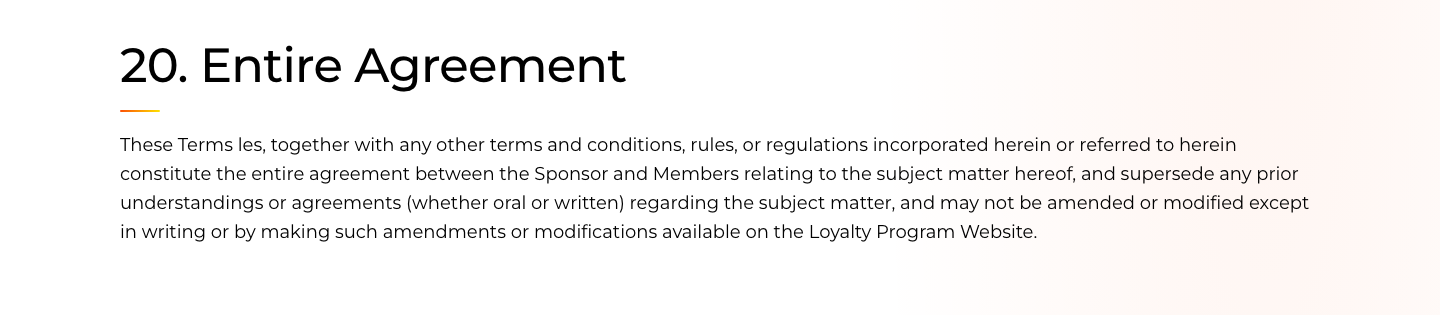 20. Entire Agreement
These Terms les, together with any other terms and conditions, rules, or regulations incorporated herein or referred to herein
constitute the entire agreement between the Sponsor and Members relating to the subject matter hereof, and supersede any prior
understandings or agreements (whether oral or written) regarding the subject matter, and may not be amended or modified except
in writing or by making such amendments or modifications available on the Loyalty Program Website.